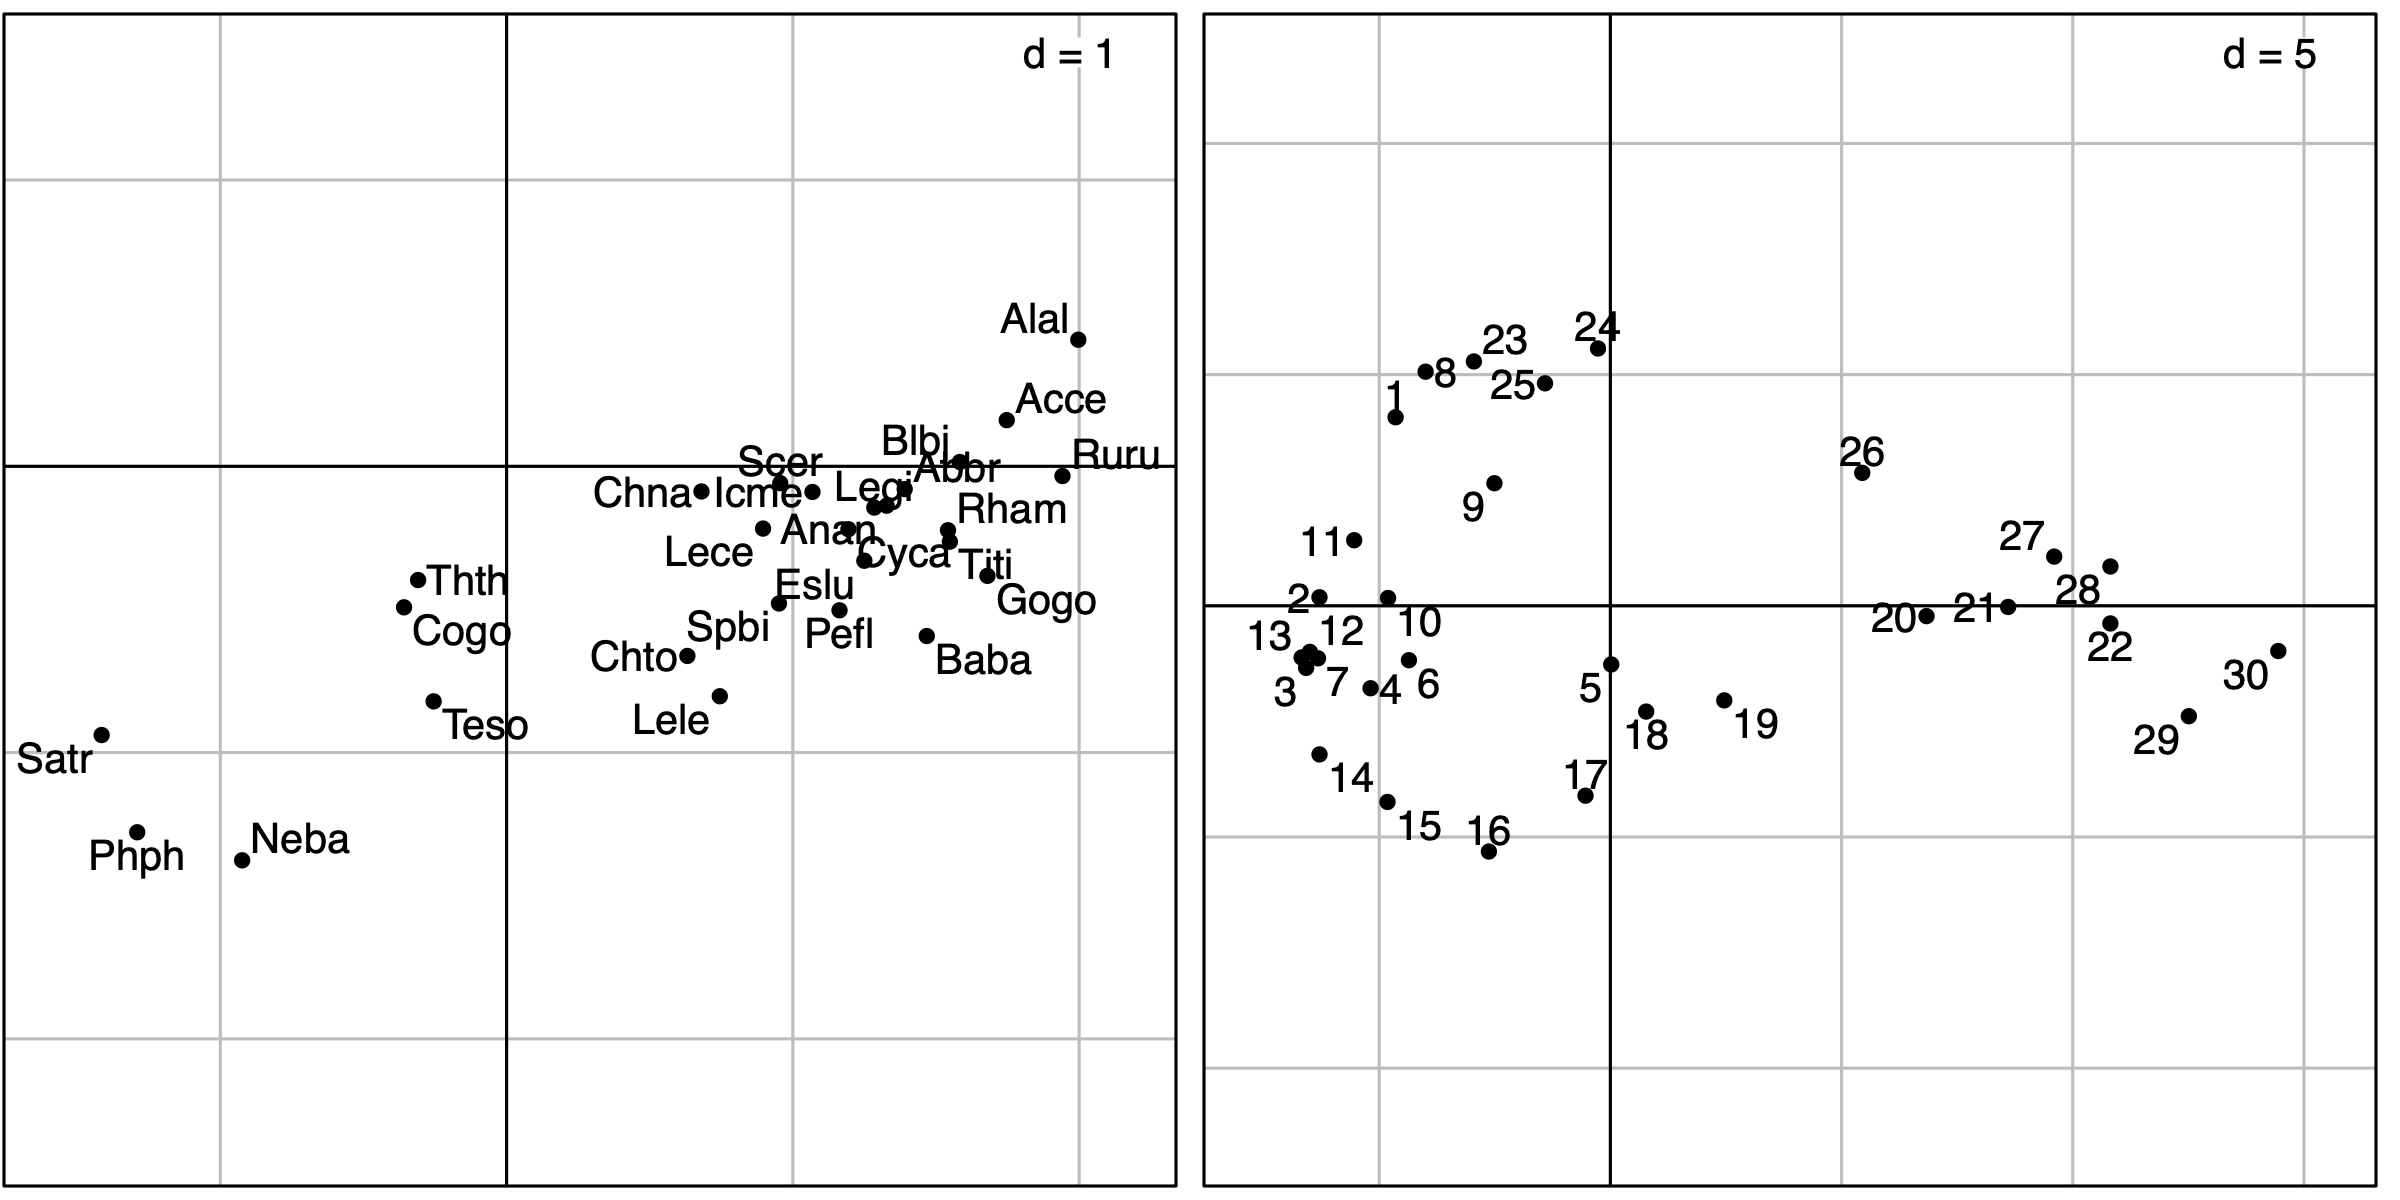 d = 1
Alal
Acce
Blbj
Ruru
Scer
Abbr
Chna
Icme
Legi
Rham
Anan
Lece
Cyca
Titi
Thth
Eslu
Gogo
Cogo
Spbi
Pefl
Chto
Baba
Lele
Teso
Satr
Neba
Phph
d = 5
24
23
8
25
1
26
9
27
11
28
2
21
20
10
12
13
22
30
7
6
5
3
4
19
18
29
17
14
15
16